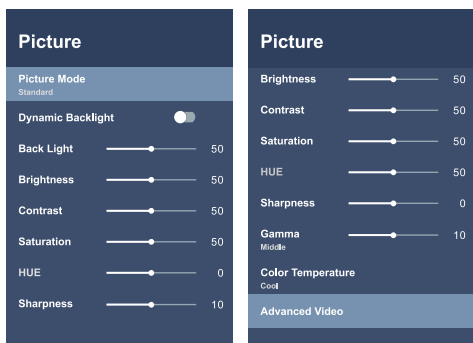 Picture
Picture Mode
Standard
Dynamic Backlight
Back Light 50
Brightness 50
Contrast 50
Saturation 50
HUE 0
Sharpness 10
Picture
Brightness 50
Contrast 50
Saturation 50
HUE 50
Sharpness 0
Gamma 10
Middle
Color Temperature
Cool
Advanced Video